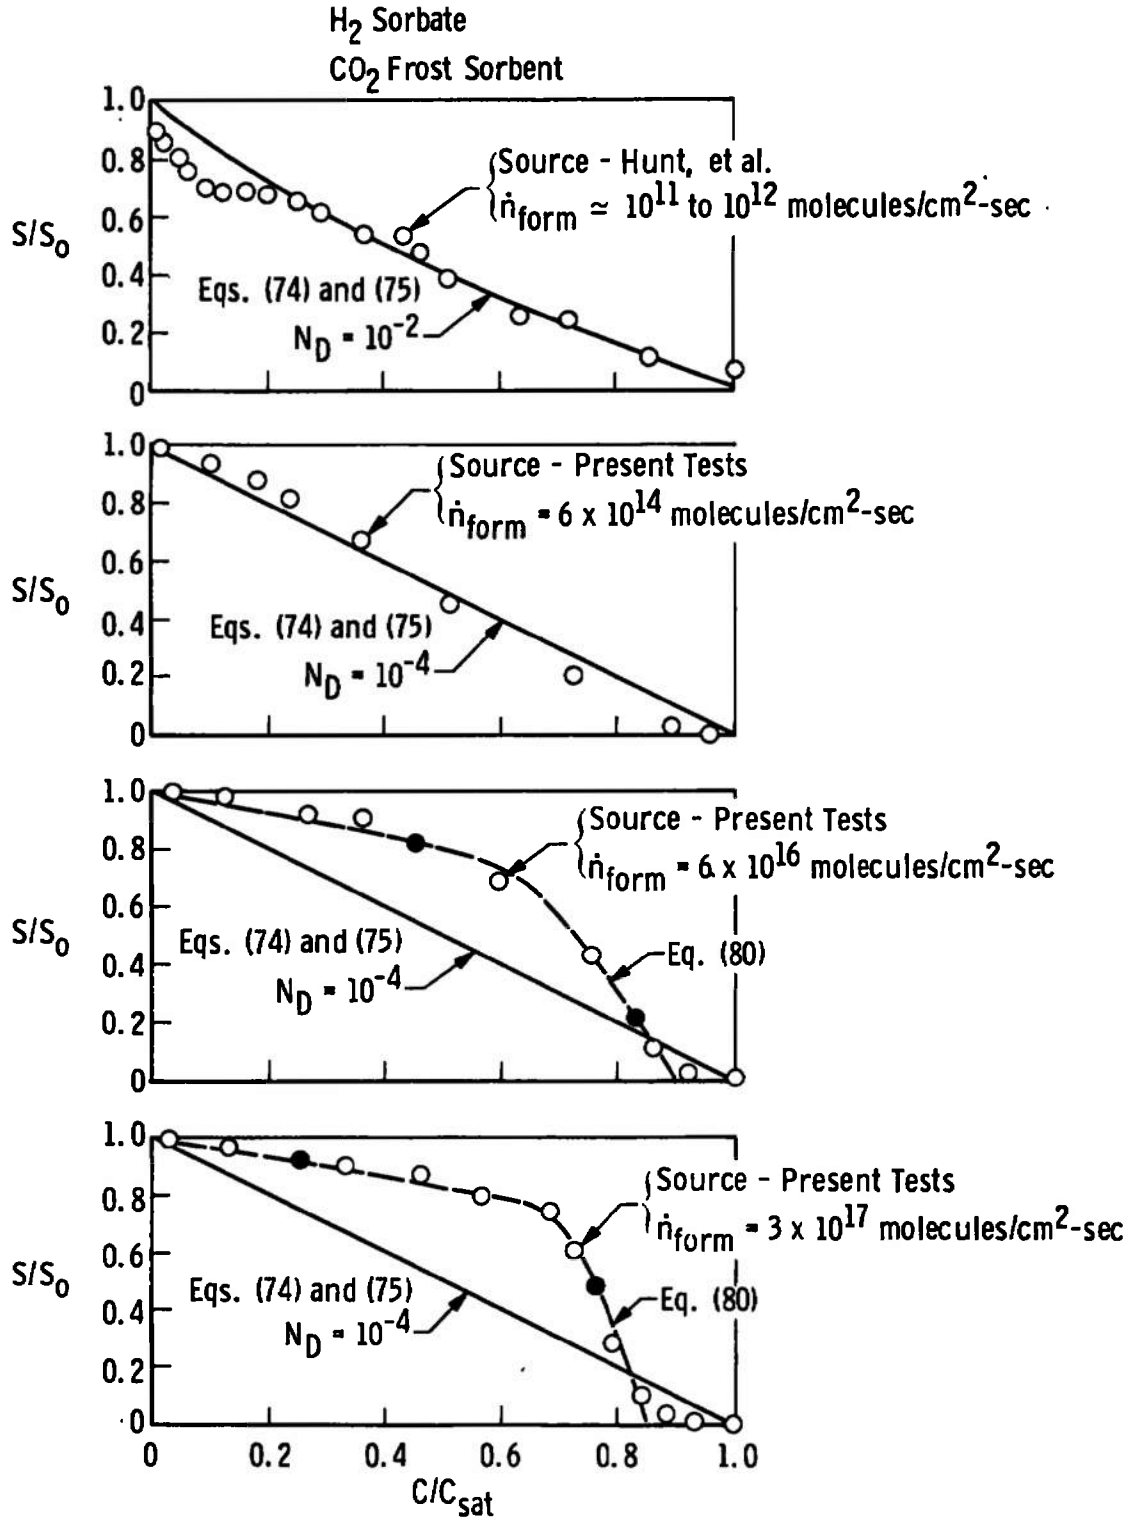 H2 Sorbate
CO2 Frost Sorbent
1.0
0.8
0.6
0.4
0.2
0
S/S0
Source - Hunt, et al.
ṅform ≃ 10^11 to 10^12 molecules/cm2-sec
Eqs. (74) and (75)
ND = 10^-2
1.0
0.8
0.6
0.4
0.2
0
S/S0
Source - Present Tests
ṅform = 6 x 10^14 molecules/cm2-sec
Eqs. (74) and (75)
ND = 10^-4
1.0
0.8
0.6
0.4
0.2
0
S/S0
Source - Present Tests
ṅform = 6 x 10^16 molecules/cm2-sec
Eqs. (74) and (75)
ND = 10^-4
Eq. (80)
1.0
0.8
0.6
0.4
0.2
0
S/S0
Source - Present Tests
ṅform = 3 x 10^17 molecules/cm2-sec
Eqs. (74) and (75)
ND = 10^-4
Eq. (80)
0 0.2 0.4 0.6 0.8 1.0
C/Csat